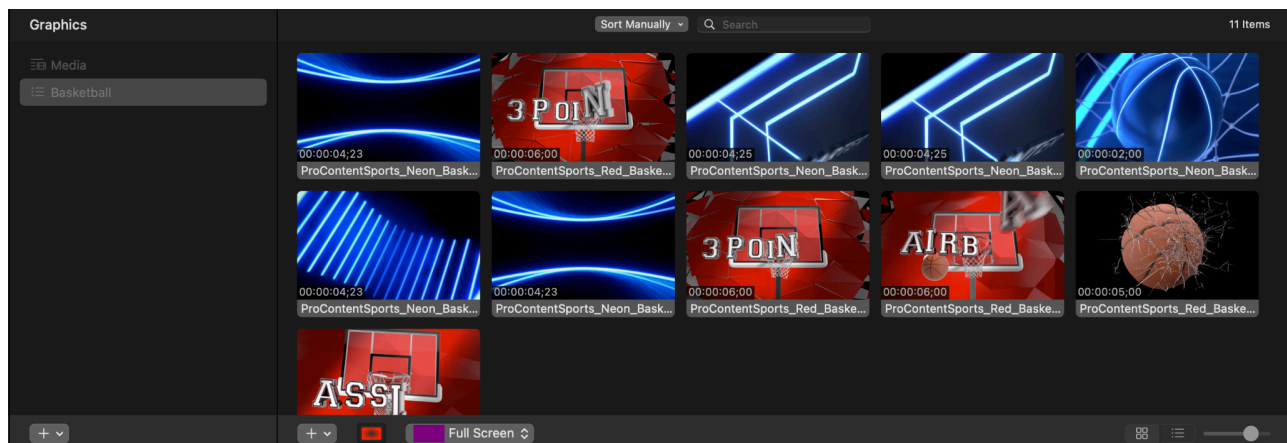 Graphics
Sort Manually
Search
11 Items
Media
Basketball
3 POIN
00:00:04;23
00:00:06;00
00:00:04;25
00:00:04;25
00:00:02;00
ProContentSports_Neon_Bask...
ProContentSports_Red_Baske...
ProContentSports_Neon_Bask...
ProContentSports_Neon_Bask...
ProContentSports_Neon_Bask...
3 POIN
AIRB
00:00:04;23
00:00:04;23
00:00:06;00
00:00:06;00
00:00:05;00
ProContentSports_Neon_Bask...
ProContentSports_Neon_Bask...
ProContentSports_Red_Baske...
ProContentSports_Red_Baske...
ProContentSports_Red_Baske...
ASSI
Full Screen